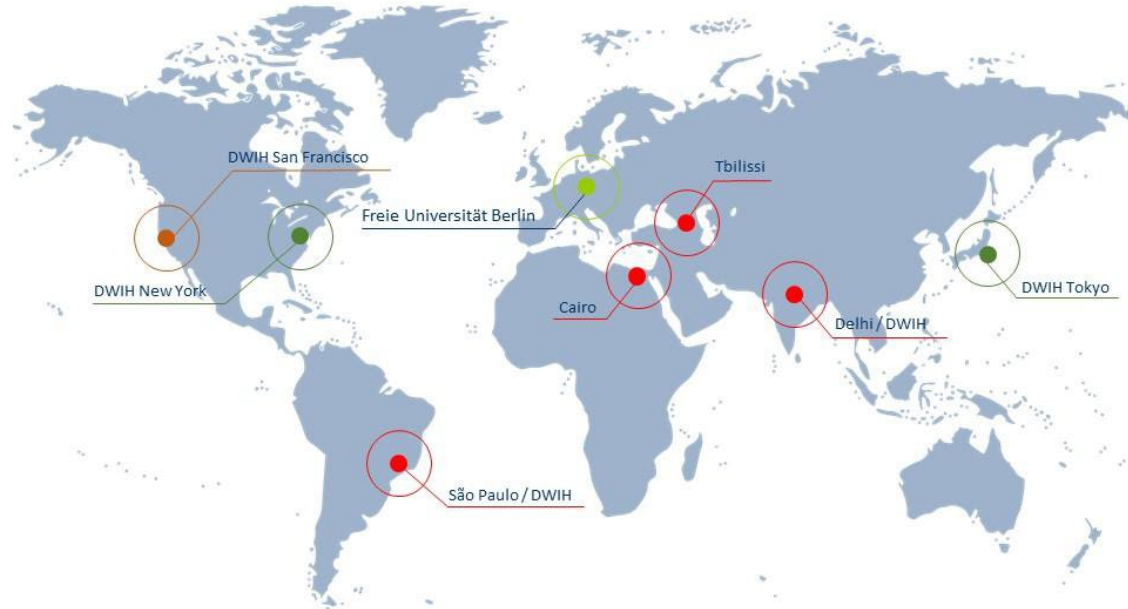 DWIH San Francisco
Tbilissi
Freie Universität Berlin
DWIH New York
DWIH Tokyo
Cairo
Delhi / DWIH
São Paulo / DWIH